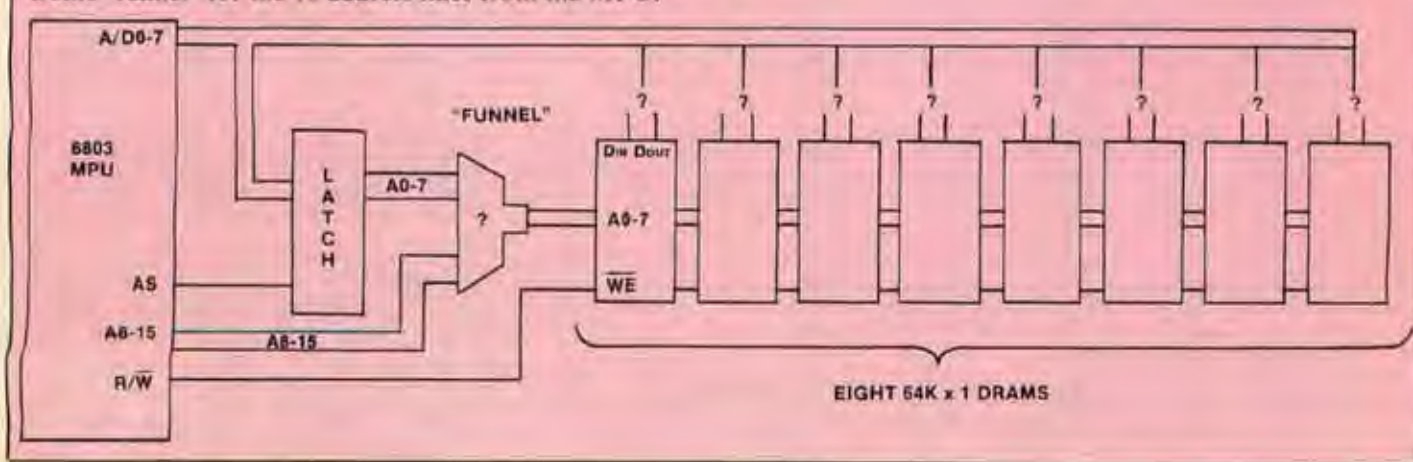 A/D0-7
"FUNNEL"
? ? ? ? ? ? ? ?
6803
MPU
LATCH
A0-7
?
DIN DOUT
A0-7
AS
WE
A8-15
A8-15
R/W
EIGHT 64K x 1 DRAMS